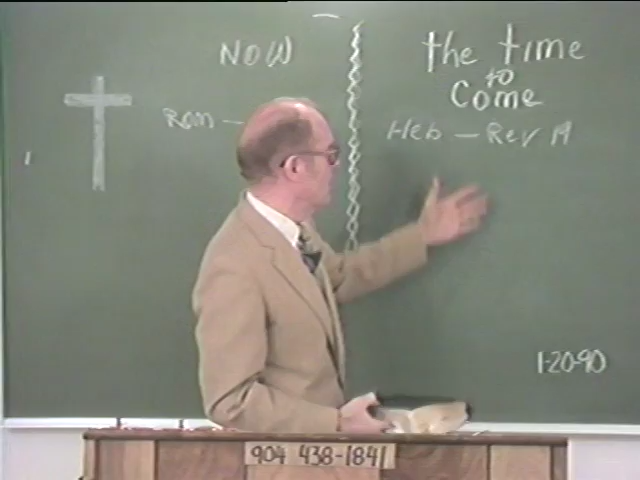 NOW
the time
to
Come
Rom –
Heb – Rev 19
1-20-90
904 438-1841